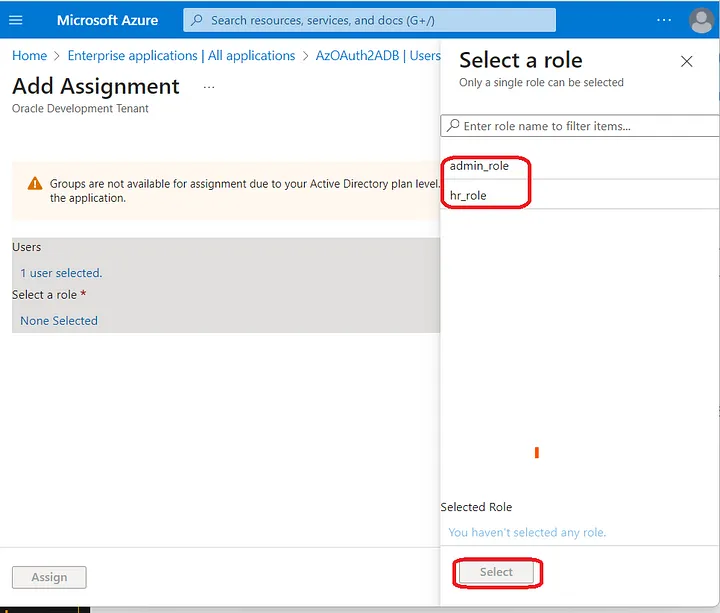 Microsoft Azure
Search resources, services, and docs (G+/)
...
Home > Enterprise applications | All applications > AzOAuth2ADB | Users
Add Assignment ...
Oracle Development Tenant
Groups are not available for assignment due to your Active Directory plan level.
the application.
Users
1 user selected.
Select a role *
None Selected
Assign
Select a role
Only a single role can be selected
Enter role name to filter items...
admin_role
hr_role
Selected Role
You haven't selected any role.
Select